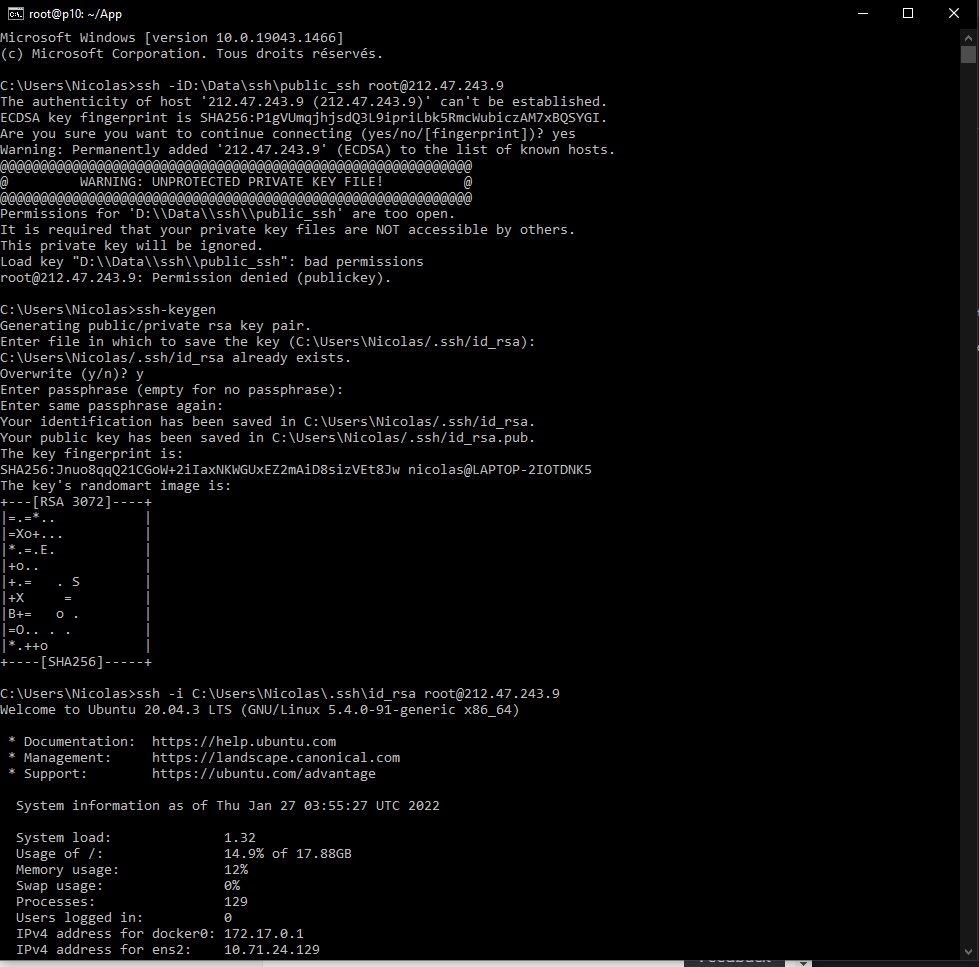 root@p10: ~/App
Microsoft Windows [version 10.0.19043.1466]
(c) Microsoft Corporation. Tous droits réservés.
C:\Users\Nicolas>ssh -iD:\Data\ssh\public_ssh root@212.47.243.9
The authenticity of host '212.47.243.9 (212.47.243.9)' can't be established.
ECDSA key fingerprint is SHA256:P1gVUmqjhjsdQ3L9ipriLbk5RmcWubiczAM7xBQSYGI.
Are you sure you want to continue connecting (yes/no/[fingerprint])? yes
Warning: Permanently added '212.47.243.9' (ECDSA) to the list of known hosts.
@@@@@@@@@@@@@@@@@@@@@@@@@@@@@@@@@@@@@@@@@@@@@@@@@@@@@@@@@@@
@         WARNING: UNPROTECTED PRIVATE KEY FILE!          @
@@@@@@@@@@@@@@@@@@@@@@@@@@@@@@@@@@@@@@@@@@@@@@@@@@@@@@@@@@@
Permissions for 'D:\\Data\\ssh\\public_ssh' are too open.
It is required that your private key files are NOT accessible by others.
This private key will be ignored.
Load key "D:\\Data\\ssh\\public_ssh": bad permissions
root@212.47.243.9: Permission denied (publickey).
C:\Users\Nicolas>ssh-keygen
Generating public/private rsa key pair.
Enter file in which to save the key (C:\Users\Nicolas/.ssh/id_rsa):
C:\Users\Nicolas/.ssh/id_rsa already exists.
Overwrite (y/n)? y
Enter passphrase (empty for no passphrase):
Enter same passphrase again:
Your identification has been saved in C:\Users\Nicolas/.ssh/id_rsa.
Your public key has been saved in C:\Users\Nicolas/.ssh/id_rsa.pub.
The key fingerprint is:
SHA256:Jnuo8qqQ21CGoW+2iIaxNKWGUxEZ2mAiD8sizVEt8Jw nicolas@LAPTOP-2IOTDNK5
The key's randomart image is:
+---[RSA 3072]----+
|=.=*..           |
|=Xo+...          |
|*.=.E.           |
|+o..             |
|+.=   . S        |
|+X     =         |
|B+=   o .        |
|=O.. . .         |
|*.++o            |
+----[SHA256]-----+
C:\Users\Nicolas>ssh -i C:\Users\Nicolas\.ssh\id_rsa root@212.47.243.9
Welcome to Ubuntu 20.04.3 LTS (GNU/Linux 5.4.0-91-generic x86_64)
 * Documentation:  https://help.ubuntu.com
 * Management:     https://landscape.canonical.com
 * Support:        https://ubuntu.com/advantage
  System information as of Thu Jan 27 03:55:27 UTC 2022
  System load:              1.32
  Usage of /:               14.9% of 17.88GB
  Memory usage:             12%
  Swap usage:               0%
  Processes:                129
  Users logged in:          0
  IPv4 address for docker0: 172.17.0.1
  IPv4 address for ens2:    10.71.24.129